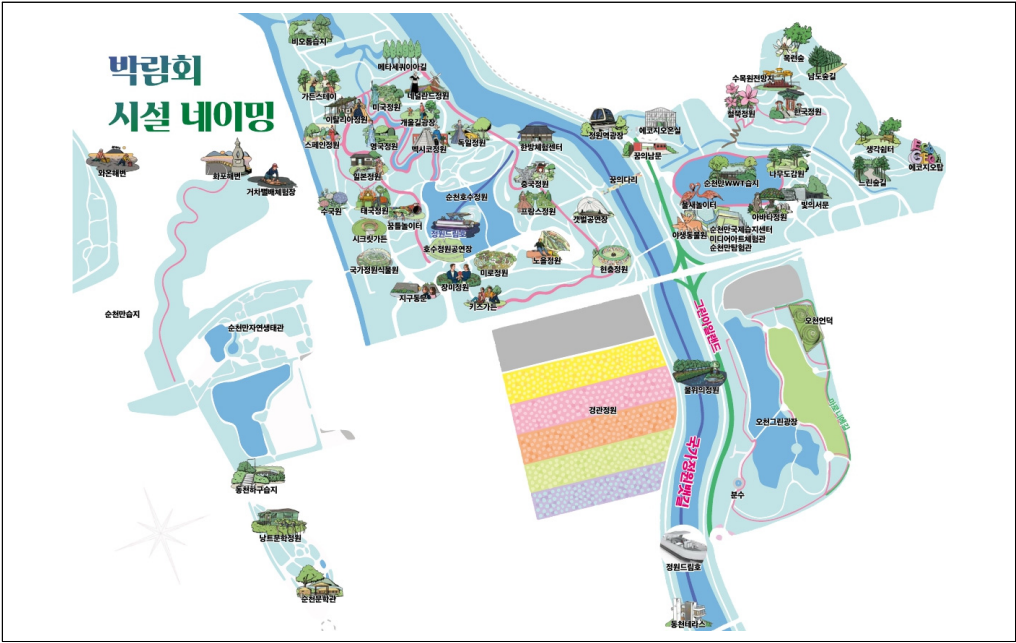 박람회
시설 네이밍
비오톱습지
메타세쿼이아길
가든스테이
미국정원
네덜란드정원
이탈리아정원
개울길광장
스페인정원
영국정원
멕시코정원
독일정원
한방체험센터
정원역광장
에코지오온실
꿈의남문
목련숲
남도숲길
수목원전망지
철쭉정원
한국정원
생각쉼터
에코지오탑
느린숲길
와온해변
화포해변
거차뻘배체험장
일본정원
중국정원
꿈의다리
순천만WWT습지
나무도감원
수국원
태국정원
순천호수정원
프랑스정원
갯벌공연장
물새놀이터
아바타정원
빛의서문
꿈틀놀이터
정원드림호
시크릿가든
호수정원공연장
노을정원
야생동물원
순천만국제습지센터
미디어아트체험관
순천만탐험관
국가정원식물원
미로정원
현충정원
장미정원
지구동문
키즈가든
순천만습지
순천만자연생태관
그린아일랜드
오천언덕
물위의정원
경관정원
마로니에길
오천그린광장
국가정원뱃길
분수
동천하구습지
낭트문학정원
정원드림호
순천문학관
동천테라스